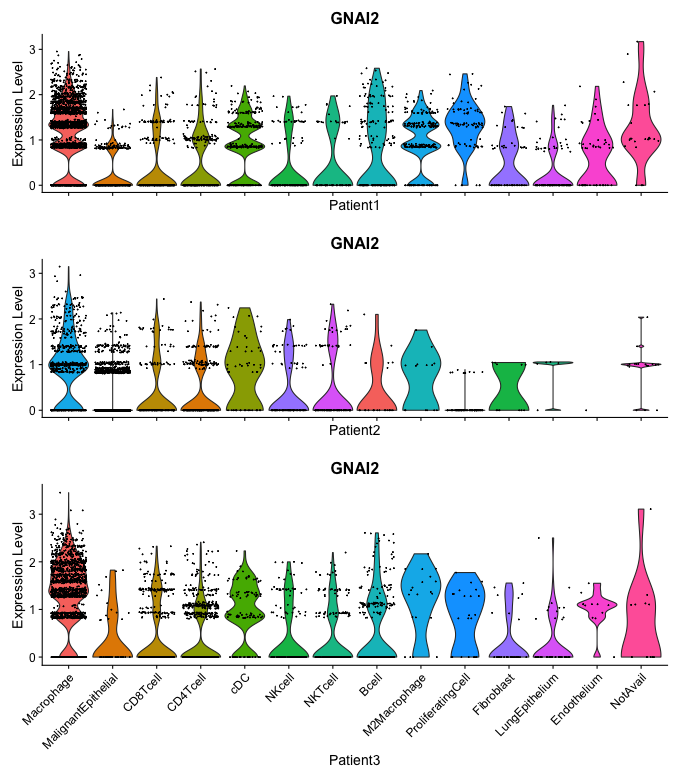 GNAI2
Expression Level
3
2
1
0
Patient1
GNAI2
Expression Level
3
2
1
0
Patient2
GNAI2
Expression Level
3
2
1
0
Macrophage
MalignantEpithelial
CD8Tcell
CD4Tcell
cDC
NKcell
NKTcell
Bcell
M2Macrophage
ProliferatingCell
Fibroblast
LungEpithelium
Endothelium
NotAvail
Patient3